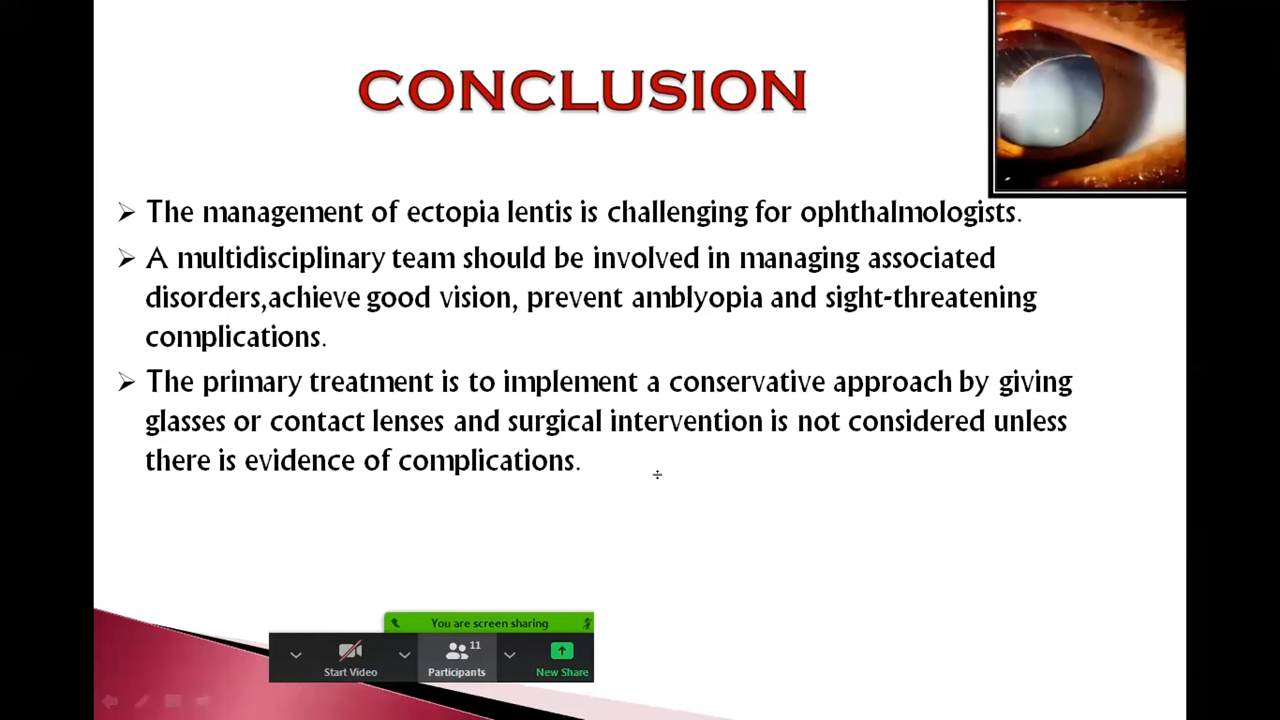 CONCLUSION
The management of ectopia lentis is challenging for ophthalmologists.
A multidisciplinary team should be involved in managing associated
disorders,achieve good vision, prevent amblyopia and sight-threatening
complications.
The primary treatment is to implement a conservative approach by giving
glasses or contact lenses and surgical intervention is not considered unless
there is evidence of complications.
You are screen sharing
11
Start Video Participants New Share